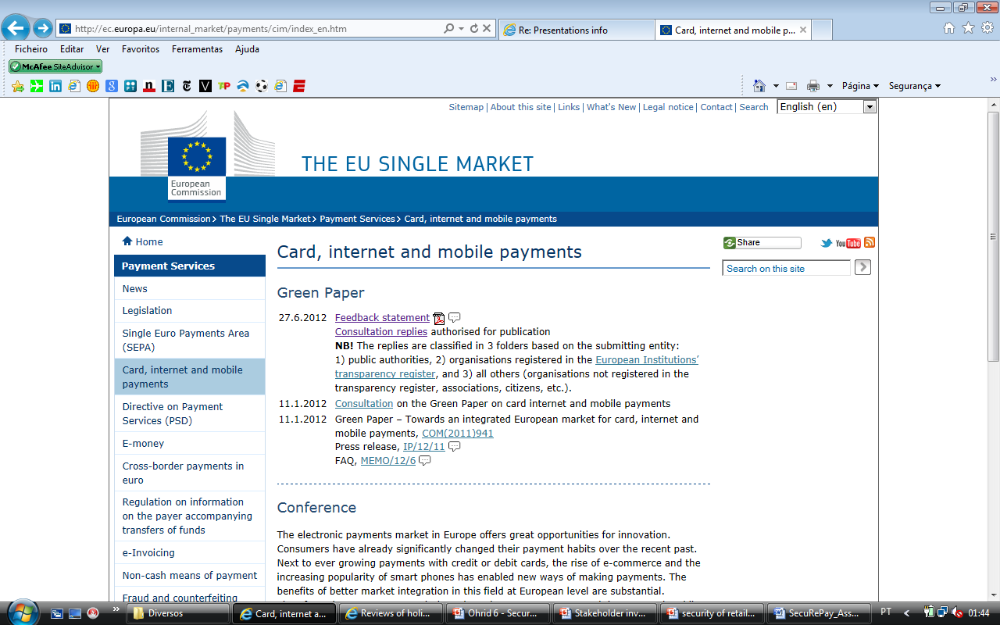 http://ec.europa.eu/internal_market/payments/cim/index_en.htm
Re: Presentations info
Card, internet and mobile p...
Ficheiro Editar Ver Favoritos Ferramentas Ajuda
McAfee SiteAdvisor
Página Segurança
Sitemap | About this site | Links | What's New | Legal notice | Contact | Search
English (en)
European Commission
THE EU SINGLE MARKET
European Commission > The EU Single Market > Payment Services > Card, internet and mobile payments
Home
Payment Services
News
Legislation
Single Euro Payments Area
(SEPA)
Card, internet and mobile
payments
Directive on Payment
Services (PSD)
E-money
Cross-border payments in
euro
Regulation on information
on the payer accompanying
transfers of funds
e-Invoicing
Non-cash means of payment
Fraud and counterfeiting
Card, internet and mobile payments
Green Paper
27.6.2012 Feedback statement
Consultation replies authorised for publication
NB! The replies are classified in 3 folders based on the submitting entity:
1) public authorities, 2) organisations registered in the European Institutions’
transparency register, and 3) all others (organisations not registered in the
transparency register, associations, citizens, etc.).
11.1.2012 Consultation on the Green Paper on card internet and mobile payments
11.1.2012 Green Paper – Towards an integrated European market for card, internet and
mobile payments, COM(2011)941
Press release, IP/12/11
FAQ, MEMO/12/6
Conference
The electronic payments market in Europe offers great opportunities for innovation.
Consumers have already significantly changed their payment habits over the recent past.
Next to ever growing payments with credit or debit cards, the rise of e-commerce and the
increasing popularity of smart phones has enabled new ways of making payments. The
benefits of better market integration in this field at European level are substantial.
Share
You Tube
Search on this site
Diversos
Card, internet a...
Reviews of holi...
Ohrid 6 - Secur...
Stakeholder inv...
security of retail...
SecuRePay_Ass...
PT
01:44